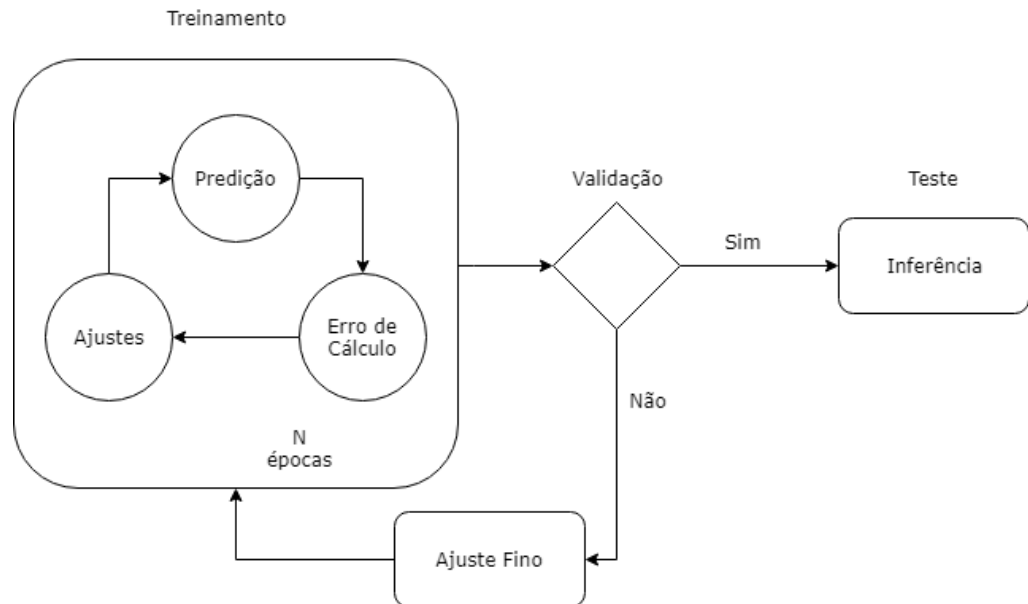 Treinamento
Predição
Validação
Teste
Sim
Inferência
Ajustes
Erro de
Cálculo
Não
N
épocas
Ajuste Fino